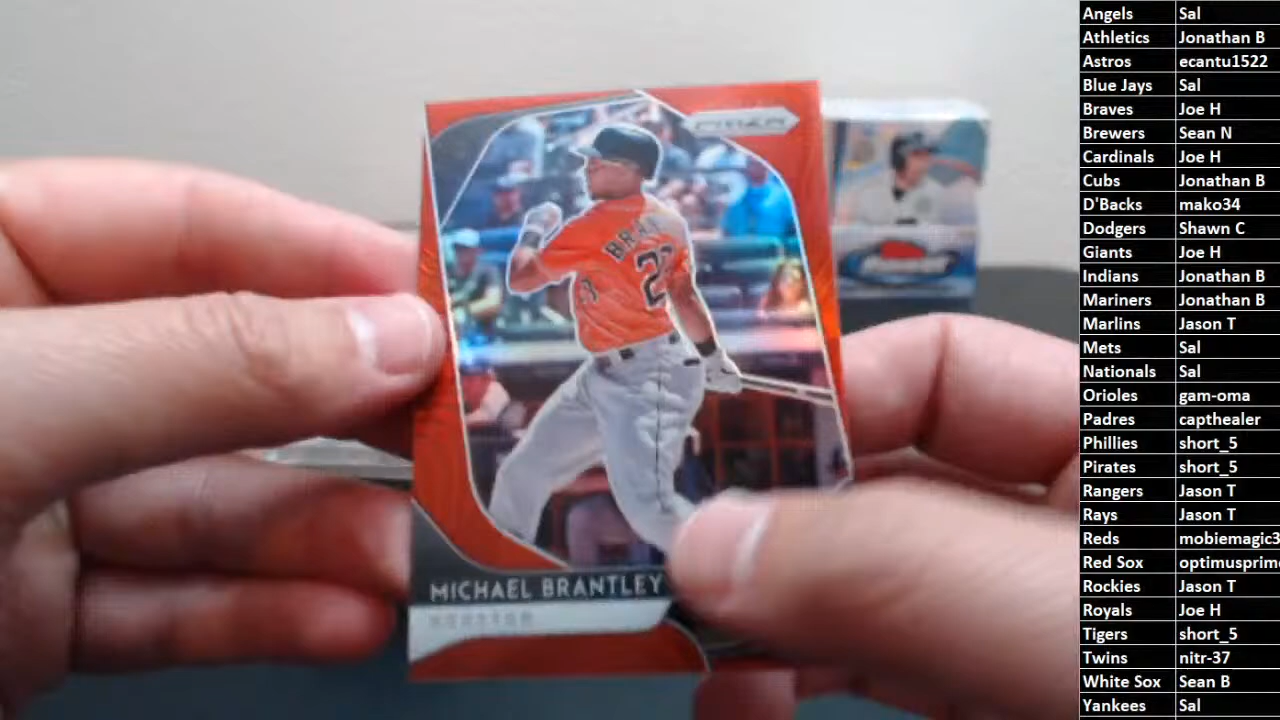 PRIZM
BRAN
23
MICHAEL BRANTLEY
HOUSTON
Angels Sal
Athletics Jonathan B
Astros ecantu1522
Blue Jays Sal
Braves Joe H
Brewers Sean N
Cardinals Joe H
Cubs Jonathan B
D'Backs mako34
Dodgers Shawn C
Giants Joe H
Indians Jonathan B
Mariners Jonathan B
Marlins Jason T
Mets Sal
Nationals Sal
Orioles gam-oma
Padres capthealer
Phillies short_5
Pirates short_5
Rangers Jason T
Rays Jason T
Reds mobiemagic3
Red Sox optimusprime
Rockies Jason T
Royals Joe H
Tigers short_5
Twins nitr-37
White Sox Sean B
Yankees Sal